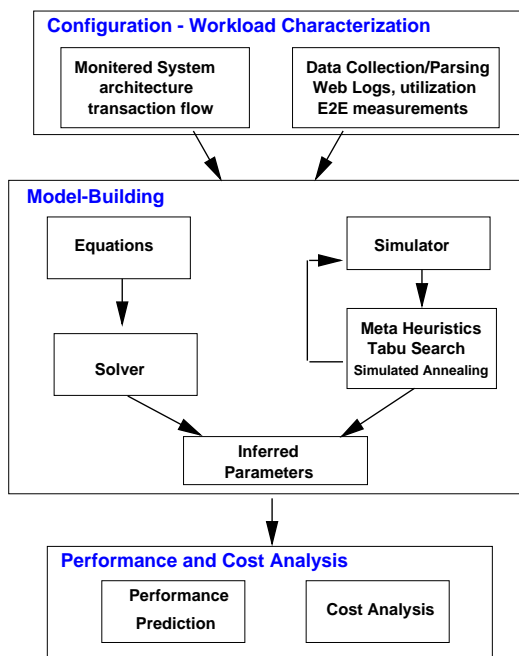 Configuration - Workload Characterization
Monitered System
architecture
transaction flow
Data Collection/Parsing
Web Logs, utilization
E2E measurements
Model-Building
Equations
Solver
Simulator
Meta Heuristics
Tabu Search
Simulated Annealing
Inferred
Parameters
Performance and Cost Analysis
Performance
Prediction
Cost Analysis